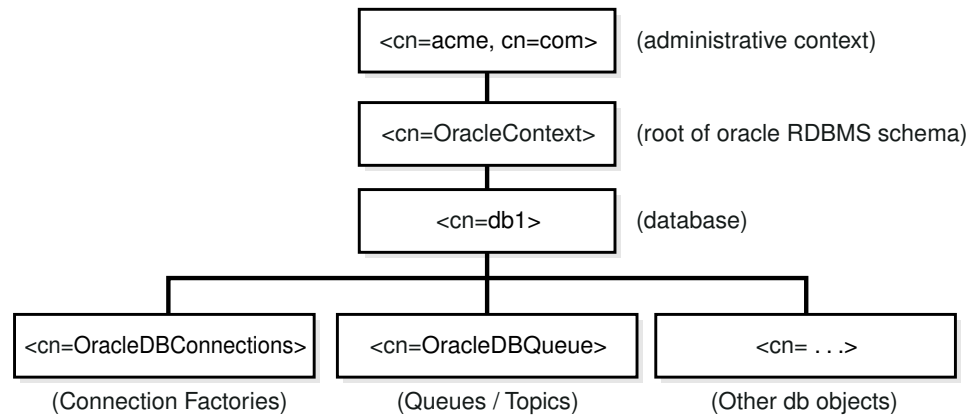 <cn=acme, cn=com> (administrative context)
<cn=OracleContext> (root of oracle RDBMS schema)
<cn=db1> (database)
<cn=OracleDBConnections> <cn=OracleDBQueue> <cn= . . .>
(Connection Factories) (Queues / Topics) (Other db objects)